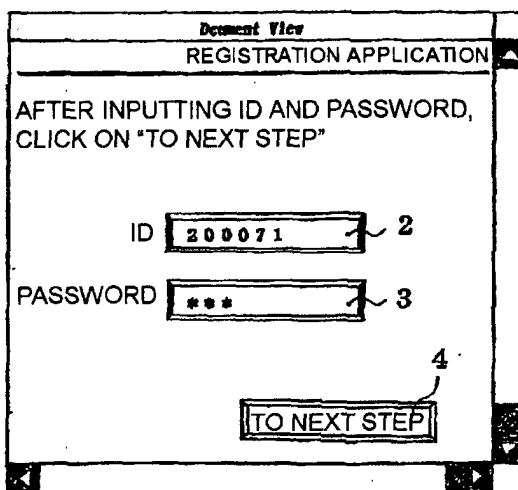 Document View
REGISTRATION APPLICATION
AFTER INPUTTING ID AND PASSWORD,
CLICK ON "TO NEXT STEP"
ID 200071 2
PASSWORD *** 3
4
TO NEXT STEP